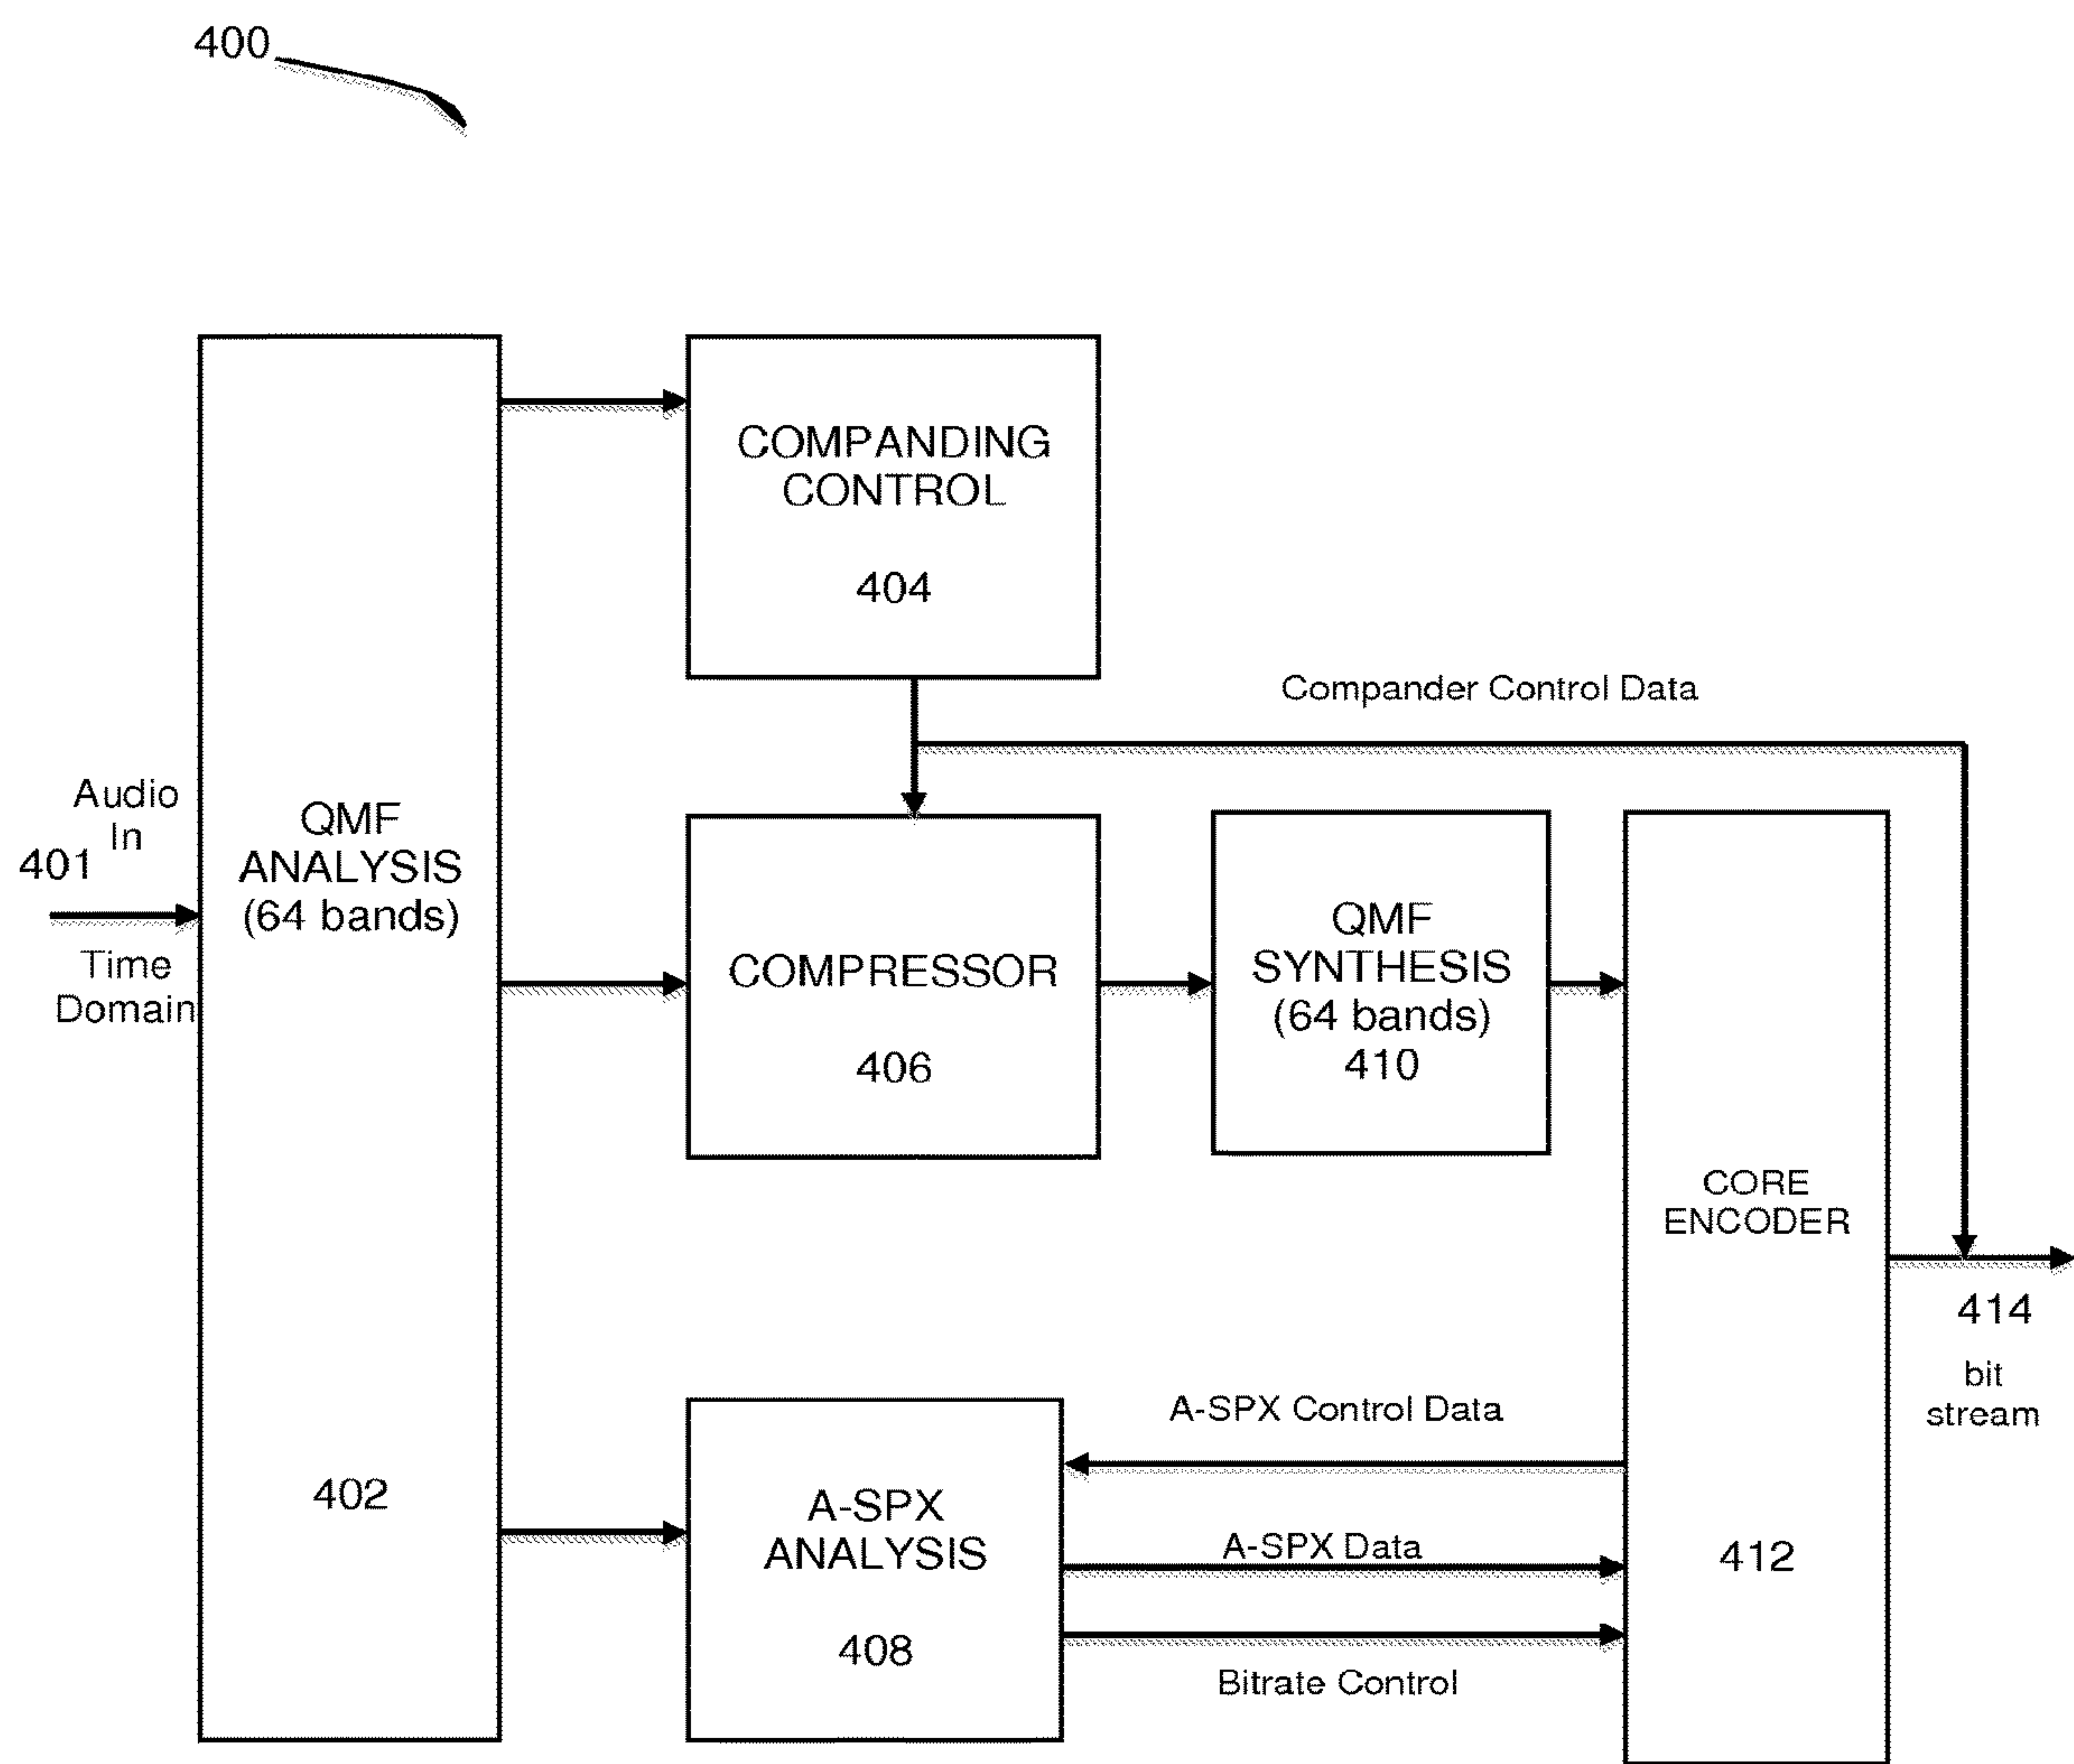 400
COMPANDING
CONTROL
404
Compander Control Data
Audio
In
401
Time
Domain
QMF
ANALYSIS
(64 bands)
402
COMPRESSOR
406
QMF
SYNTHESIS
(64 bands)
410
CORE
ENCODER
412
414
bit
stream
A-SPX Control Data
A-SPX
ANALYSIS
408
A-SPX Data
Bitrate Control